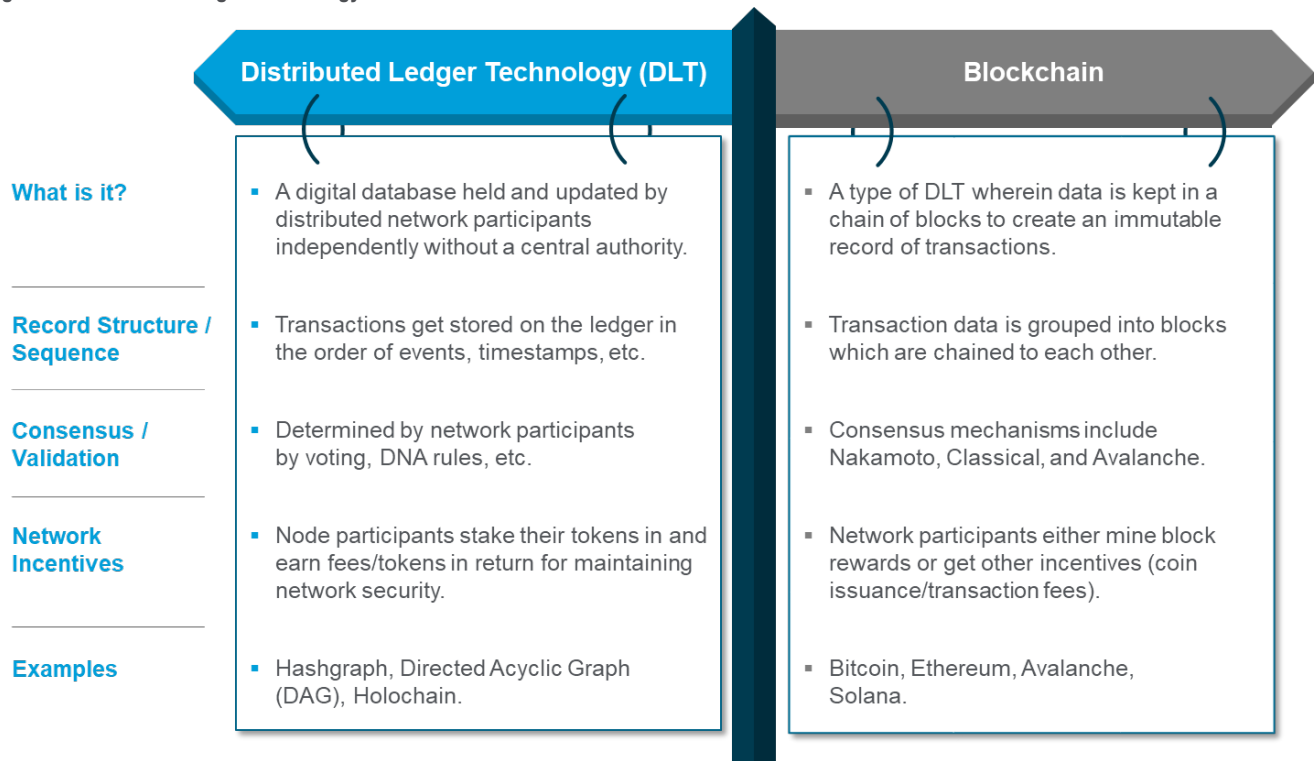 Distributed Ledger Technology (DLT)
Blockchain
What is it?
▪ A digital database held and updated by
distributed network participants
independently without a central authority.
▪ A type of DLT wherein data is kept in a
chain of blocks to create an immutable
record of transactions.
Record Structure /
Sequence
▪ Transactions get stored on the ledger in
the order of events, timestamps, etc.
▪ Transaction data is grouped into blocks
which are chained to each other.
Consensus /
Validation
▪ Determined by network participants
by voting, DNA rules, etc.
▪ Consensus mechanisms include
Nakamoto, Classical, and Avalanche.
Network
Incentives
▪ Node participants stake their tokens in and
earn fees/tokens in return for maintaining
network security.
▪ Network participants either mine block
rewards or get other incentives (coin
issuance/transaction fees).
Examples
▪ Hashgraph, Directed Acyclic Graph
(DAG), Holochain.
▪ Bitcoin, Ethereum, Avalanche,
Solana.